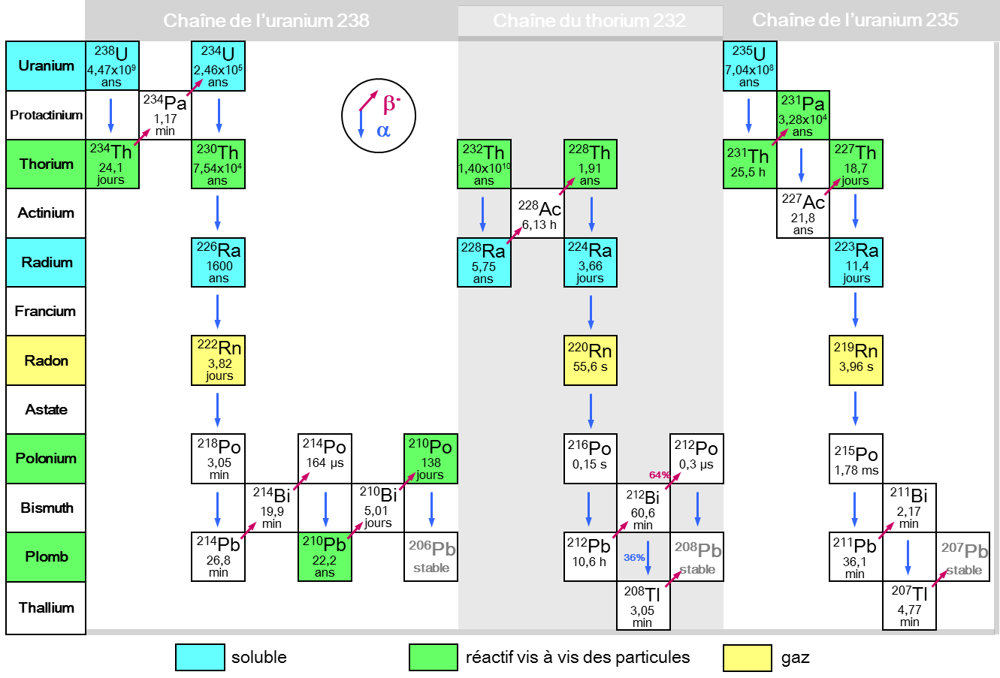 Chaîne de l'uranium 238
Chaîne du thorium 232
Chaîne de l'uranium 235
Uranium
238U
4,47x109
ans
234U
2,46x105
ans
235U
7,04x108
ans
Protactinium
234Pa
1,17
min
β-
α
231Pa
3,28x104
ans
Thorium
234Th
24,1
jours
230Th
7,54x104
ans
232Th
1,40x1010
ans
228Th
1,91
ans
231Th
25,5 h
227Th
18,7
jours
Actinium
228Ac
6,13 h
227Ac
21,8
ans
Radium
226Ra
1600
ans
228Ra
5,75
ans
224Ra
3,66
jours
223Ra
11,4
jours
Francium
Radon
222Rn
3,82
jours
220Rn
55,6 s
219Rn
3,96 s
Astate
Polonium
218Po
3,05
min
214Po
164 µs
210Po
138
jours
216Po
0,15 s
212Po
0,3 µs
64%
215Po
1,78 ms
Bismuth
214Bi
19,9
min
210Bi
5,01
jours
212Bi
60,6
min
211Bi
2,17
min
Plomb
214Pb
26,8
min
210Pb
22,2
ans
206Pb
stable
212Pb
10,6 h
36%
208Pb
stable
211Pb
36,1
min
207Pb
stable
Thallium
208Tl
3,05
min
207Tl
4,77
min
soluble
réactif vis à vis des particules
gaz